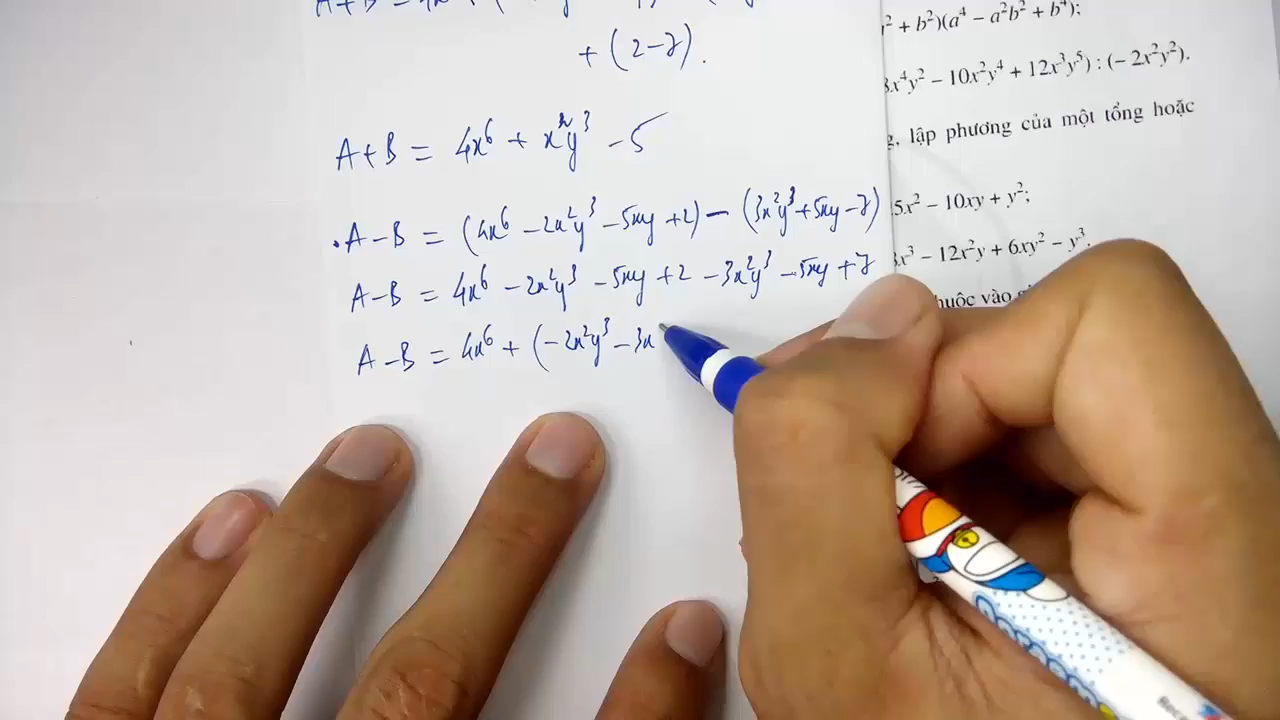 A+B =
+ (2-7).
A+B = 4x⁶ + x²y³ - 5
• A-B = (4x⁶ - 2x²y³ - 5xy + 2) - (3x²y³ + 5xy - 7)
A-B = 4x⁶ - 2x²y³ - 5xy + 2 - 3x²y³ - 5xy + 7
A-B = 4x⁶ + (-2x²y³ - 3x
² + b²)(a⁴ – a²b² + b⁴);
x⁴y² – 10x²y⁴ + 12x³y⁵) : (– 2x²y²).
lập phương của một tổng hoặc
5x² – 10xy + y²;
x³ – 12x²y + 6xy² – y³.
vào